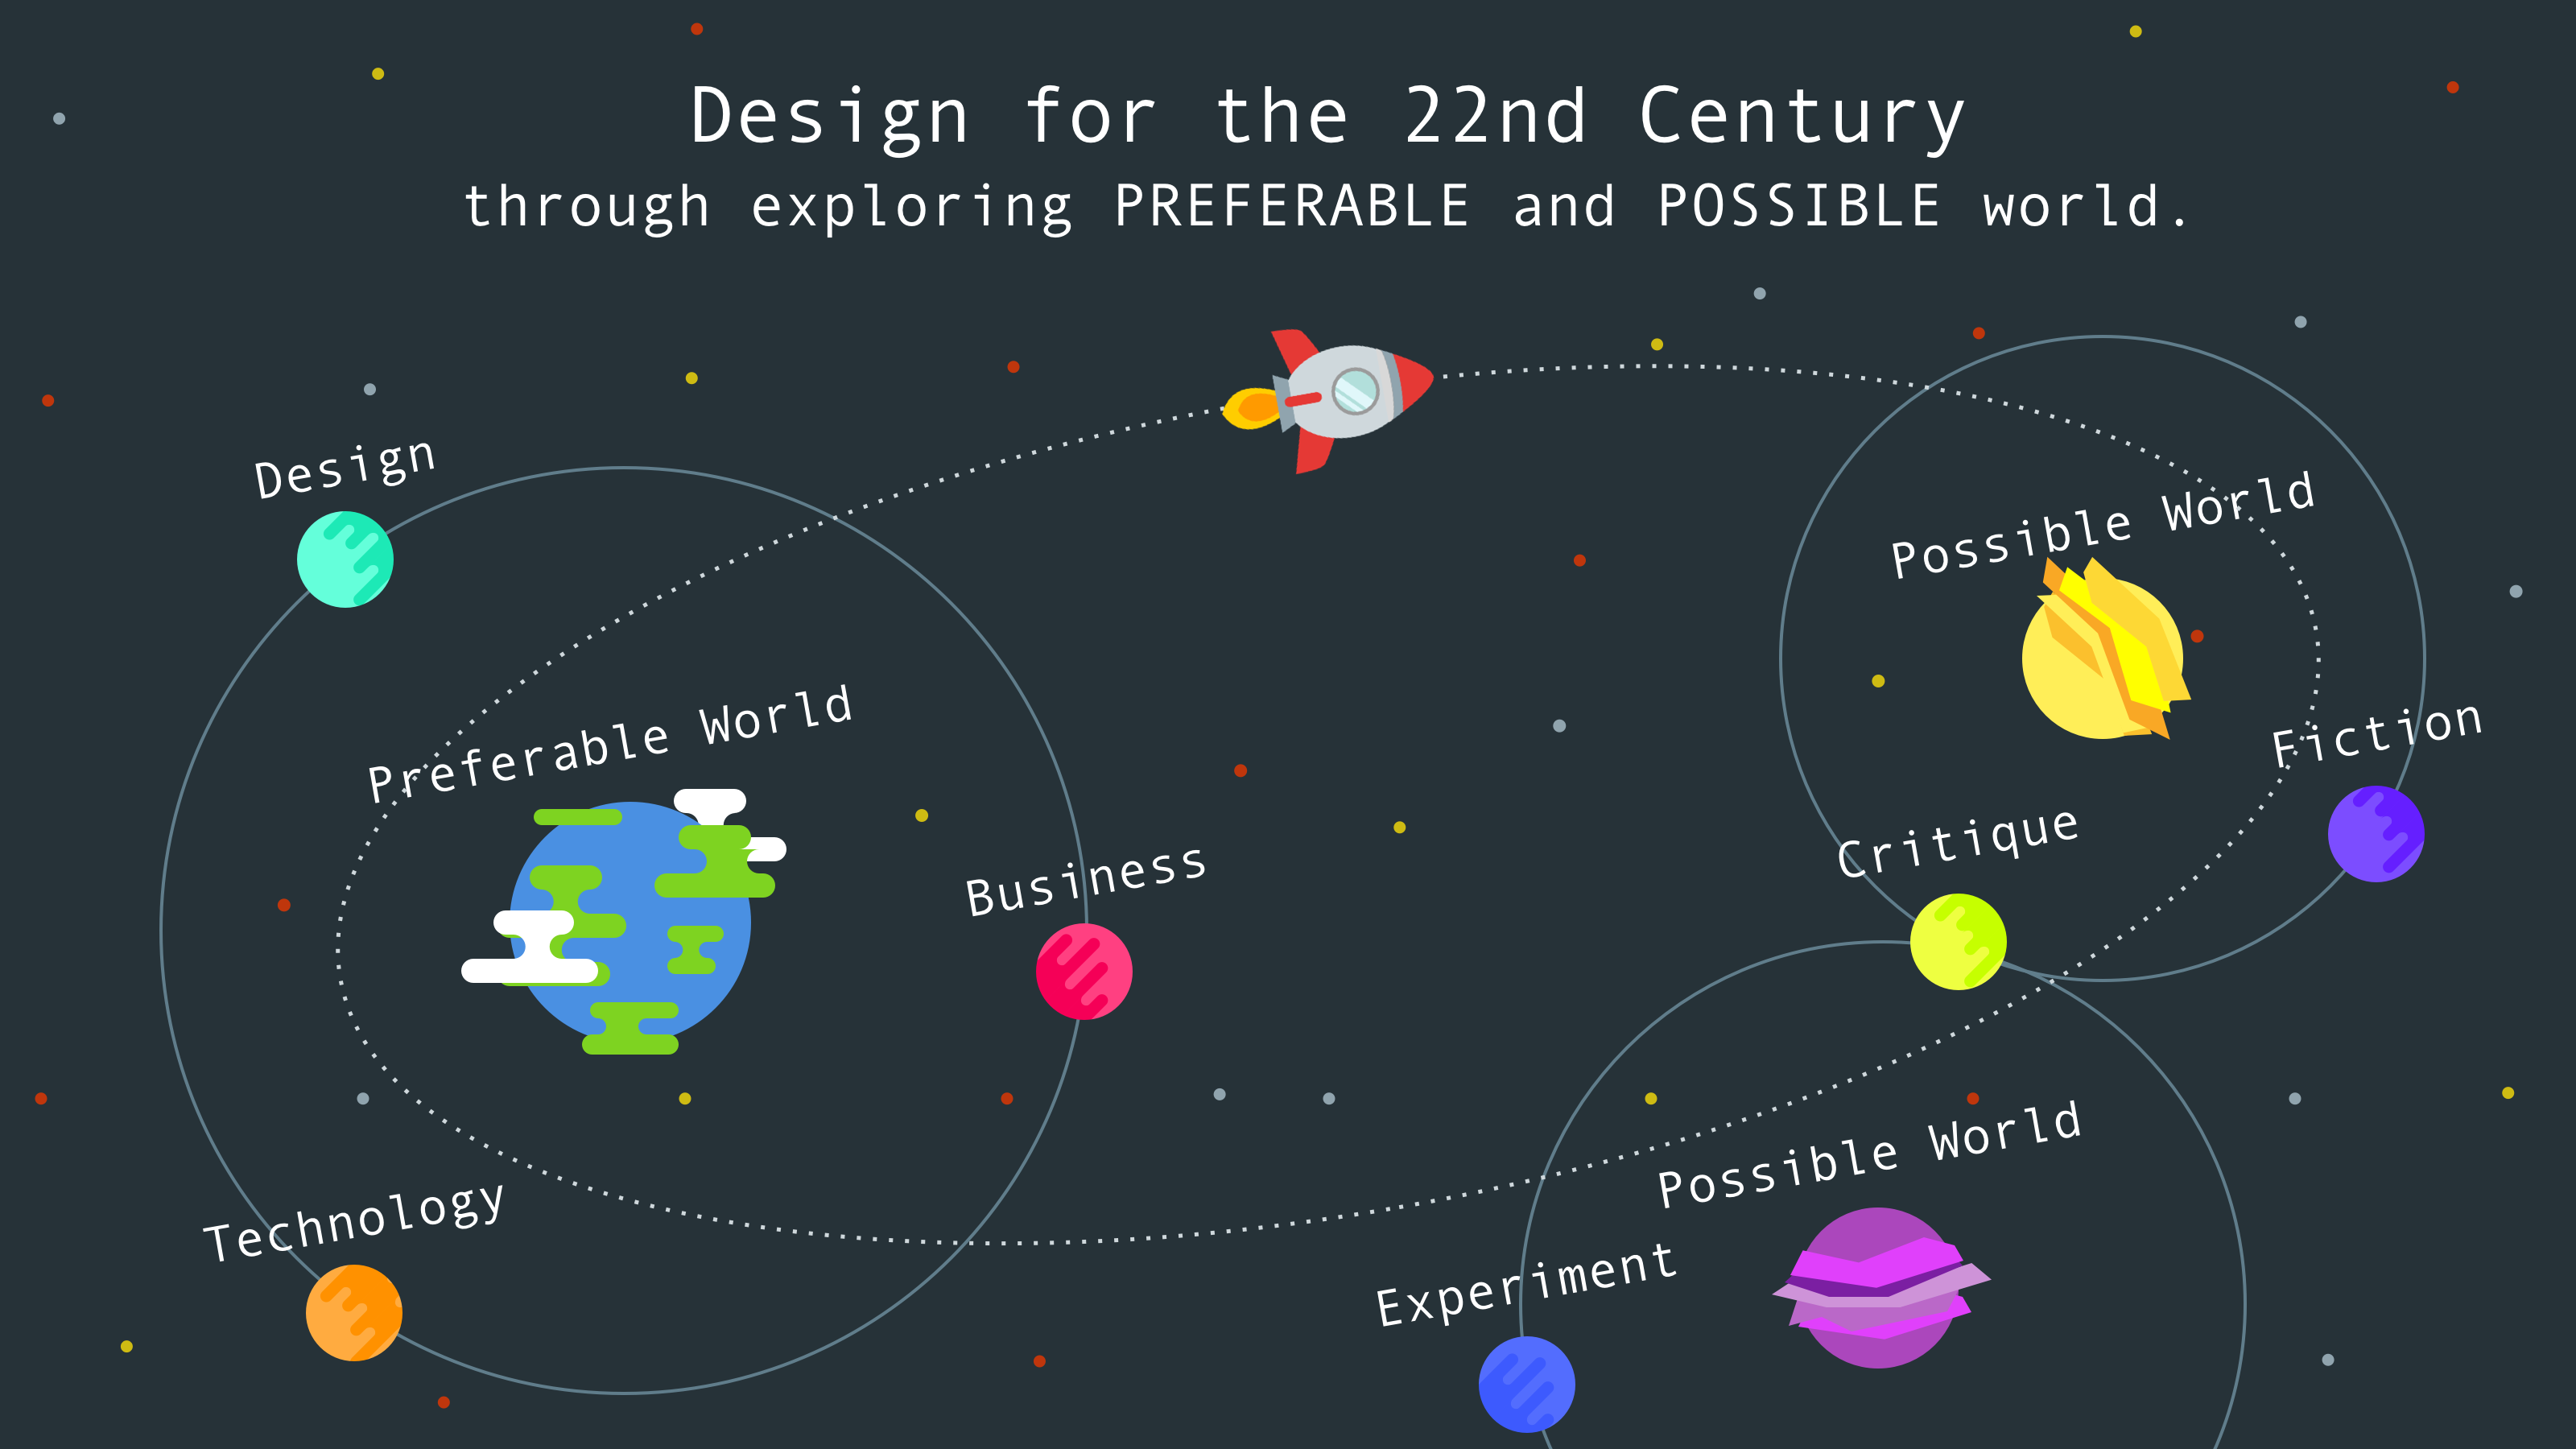 Design for the 22nd Century
through exploring PREFERABLE and POSSIBLE world.
Design
Possible World
Preferable World
Fiction
Critique
Business
Possible World
Technology
Experiment